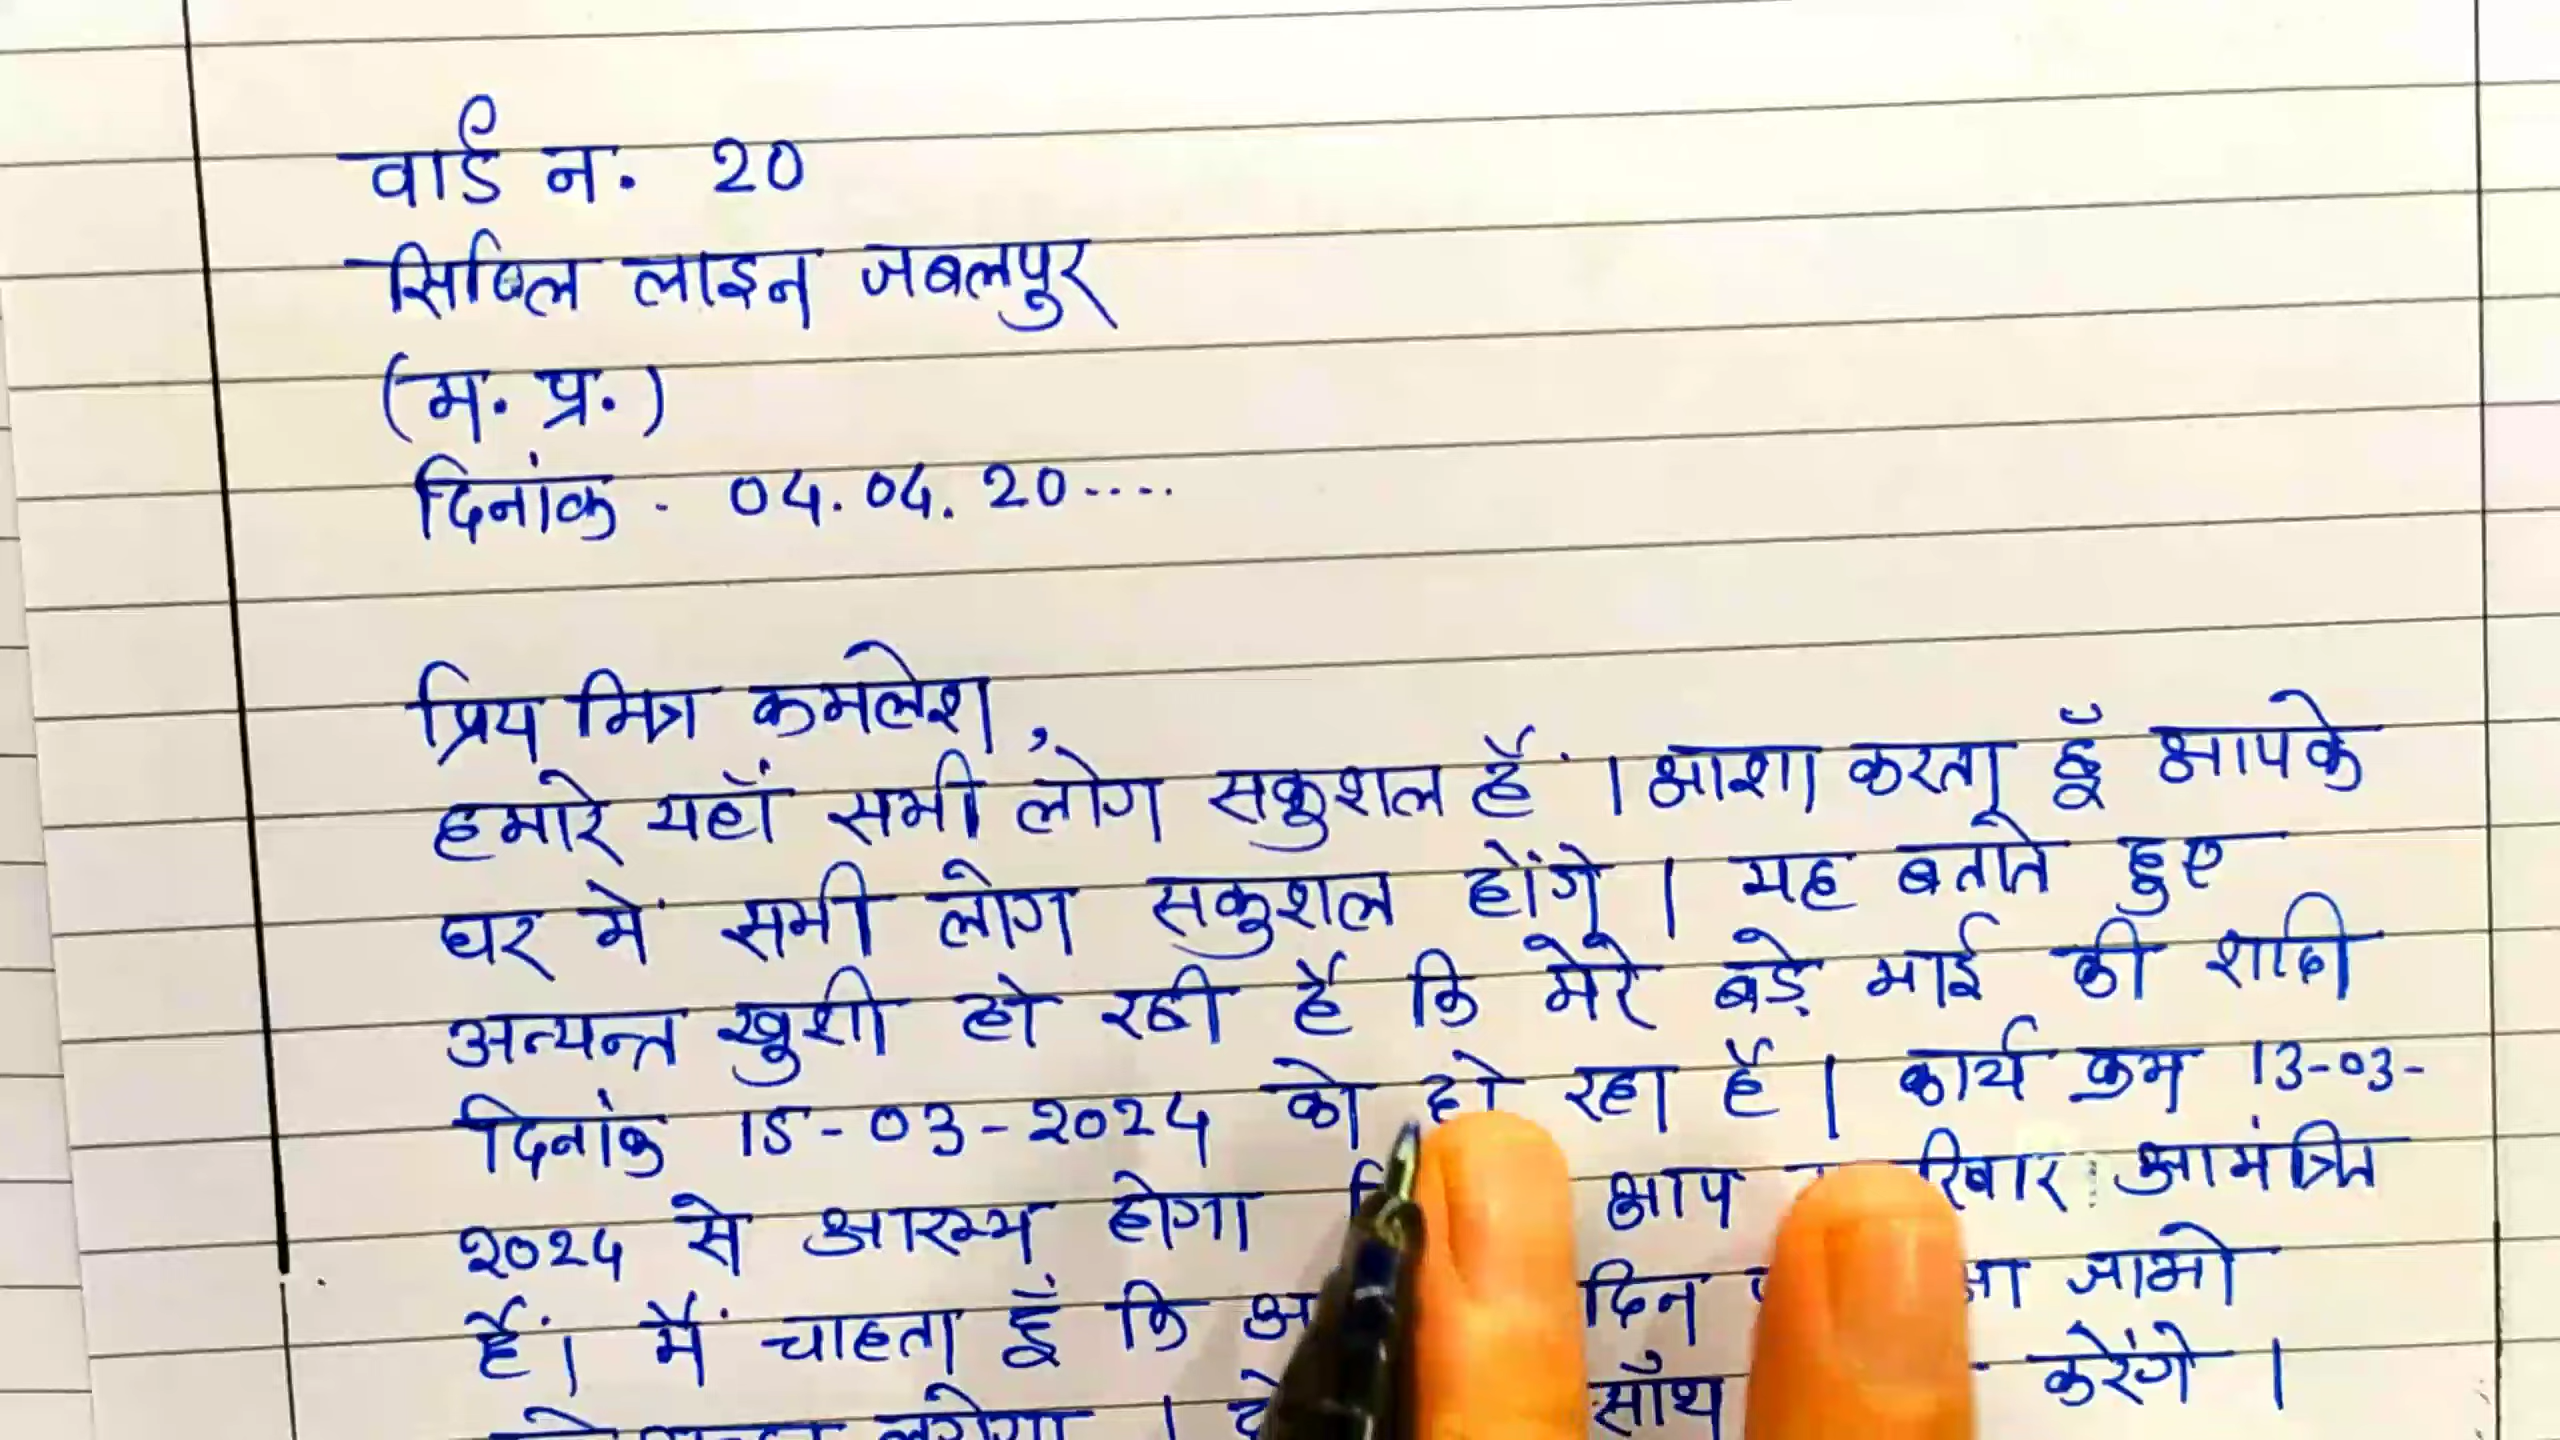 वार्ड न. 20
सिविल लाइन जबलपुर
(म. प्र.)
दिनांक - 04.04.20....
प्रिय मित्र कमलेश,
हमारे यहाँ सभी लोग सकुशल हैं । आशा करता हूँ आपके
घर में सभी लोग सकुशल होंगे । यह बताते हुए
अत्यन्त खुशी हो रही है कि मेरे बड़े भाई की शादी
दिनांक 15-03-2024 को हो रहा है । कार्य क्रम 13-03-
2024 से आरम्भ होगा आप आमंत्रित
हैं। मैं चाहता हूँ कि दिन जाओ
साँथ करेंगे ।